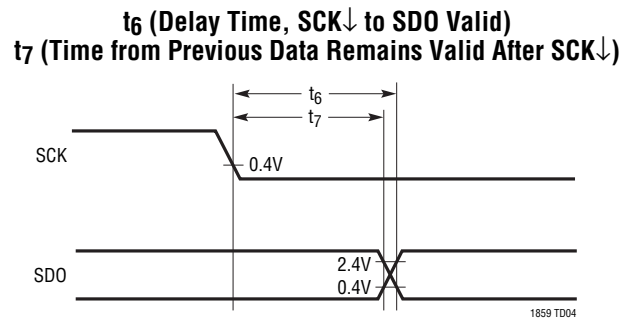 t6 (Delay Time, SCK↓ to SDO Valid)
t7 (Time from Previous Data Remains Valid After SCK↓)
t6
t7
SCK
0.4V
SDO
2.4V
0.4V
1859 TD04